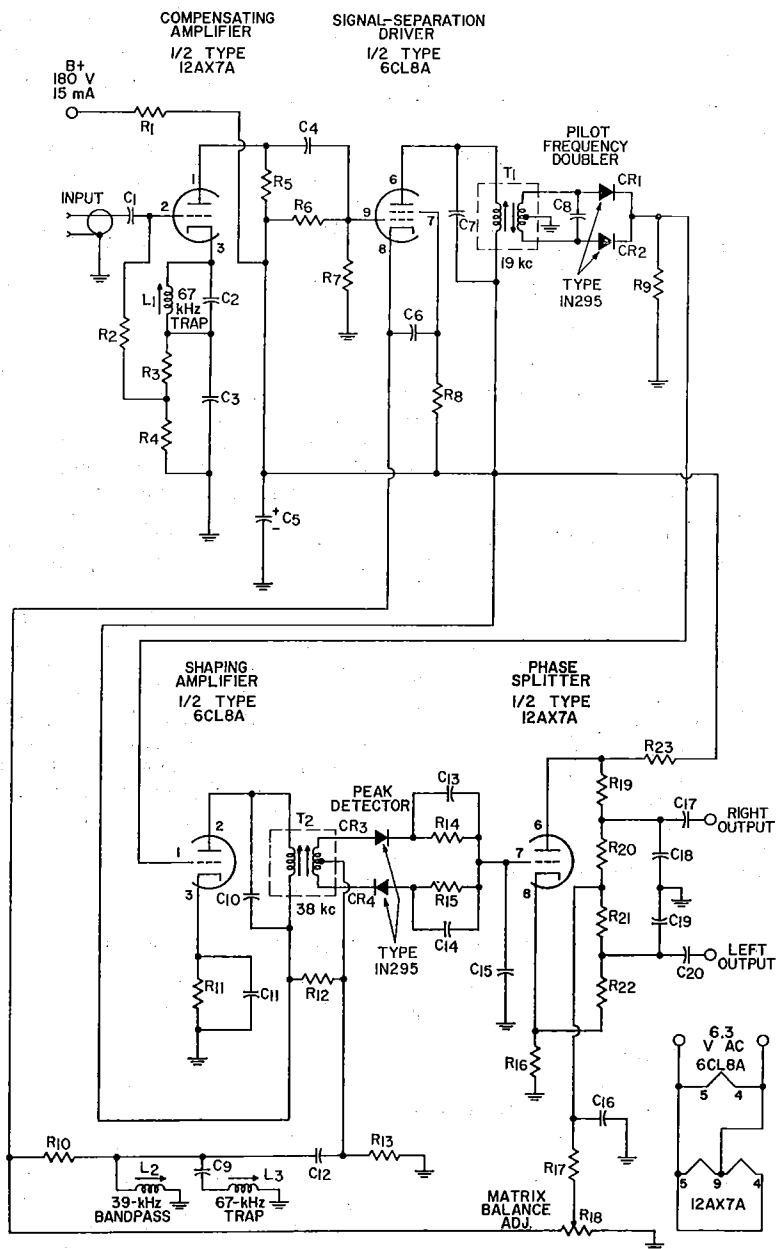 COMPENSATING
AMPLIFIER
1/2 TYPE
12AX7A
SIGNAL-SEPARATION
DRIVER
1/2 TYPE
6CL8A
B+
180 V
15 mA
R1
C4
PILOT
FREQUENCY
DOUBLER
INPUT
C1
1
2
3
R5
R6
R7
6
9
7
8
C7
T1
19 kc
C8
CR1
CR2
TYPE
IN295
R9
L1
67
kHz
TRAP
C2
R2
R3
C3
R4
C6
R8
+
-
C5
SHAPING
AMPLIFIER
1/2 TYPE
6CL8A
PHASE
SPLITTER
1/2 TYPE
12AX7A
R23
PEAK
DETECTOR
C13
R14
R15
C14
T2
38 kc
CR3
CR4
TYPE
IN295
2
1
3
C10
R11
C11
R12
C15
6
7
8
R19
R20
R21
R22
C17
RIGHT
OUTPUT
C18
C19
C20
LEFT
OUTPUT
R16
C16
R17
6.3
V AC
6CL8A
5 4
5 9 4
12AX7A
R10
L2
39-kHz
BANDPASS
C9
L3
67-kHz
TRAP
C12
R13
MATRIX
BALANCE
ADJ.
R18